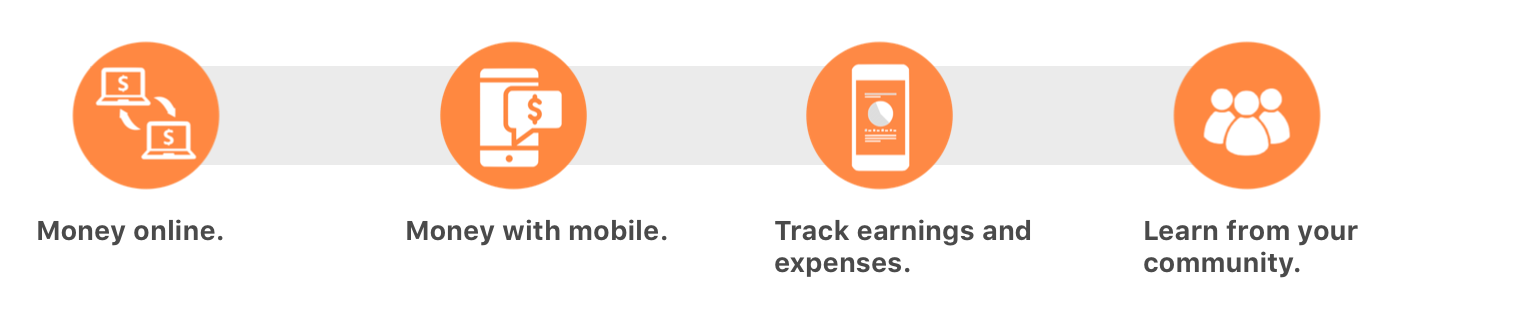 $
$
$
Money online.
Money with mobile.
Track earnings and
expenses.
Learn from your
community.